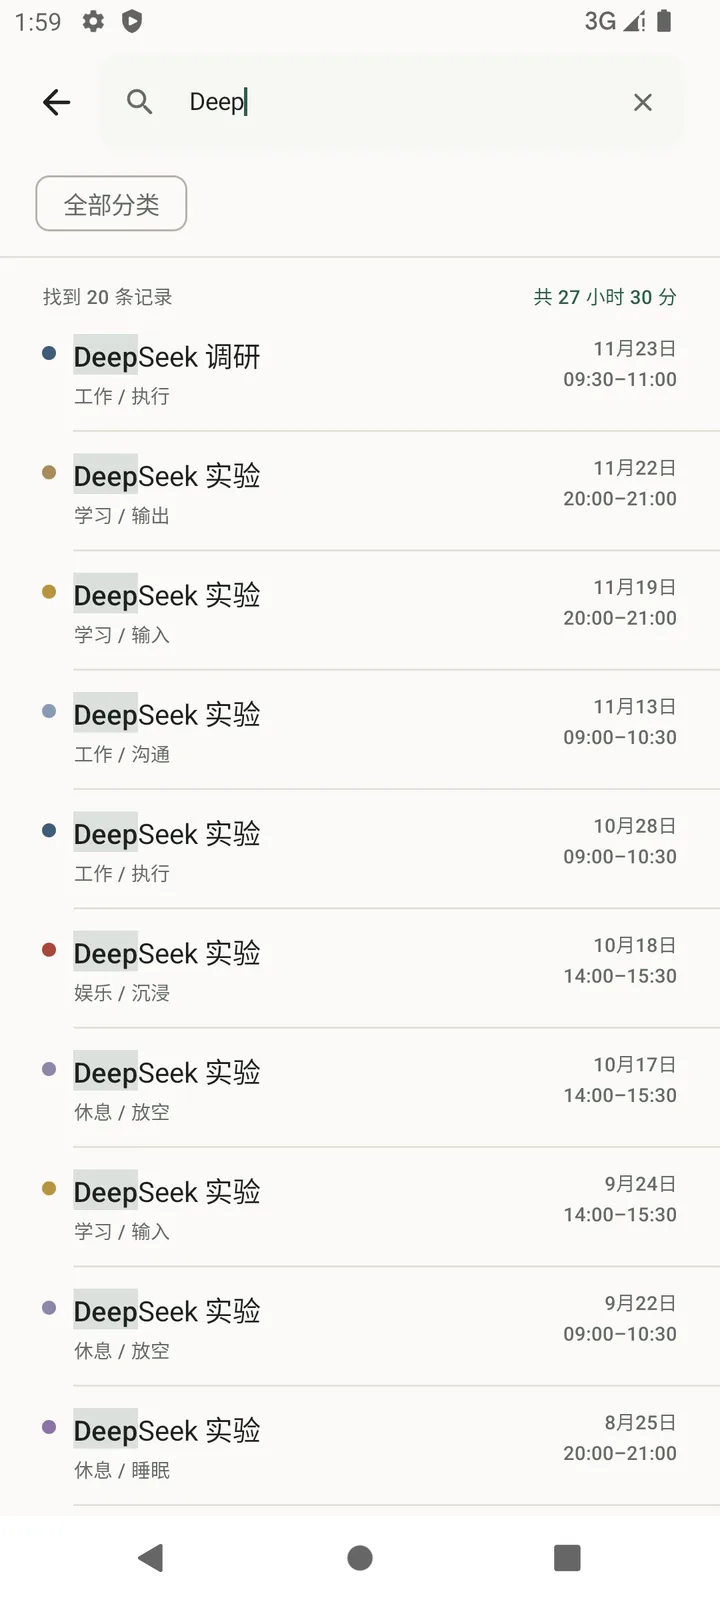 1:59
3G
Deep
全部分类
找到 20 条记录
共 27 小时 30 分
DeepSeek 调研
11月23日
工作 / 执行
09:30–11:00
DeepSeek 实验
11月22日
学习 / 输出
20:00–21:00
DeepSeek 实验
11月19日
学习 / 输入
20:00–21:00
DeepSeek 实验
11月13日
工作 / 沟通
09:00–10:30
DeepSeek 实验
10月28日
工作 / 执行
09:00–10:30
DeepSeek 实验
10月18日
娱乐 / 沉浸
14:00–15:30
DeepSeek 实验
10月17日
休息 / 放空
14:00–15:30
DeepSeek 实验
9月24日
学习 / 输入
14:00–15:30
DeepSeek 实验
9月22日
休息 / 放空
09:00–10:30
DeepSeek 实验
8月25日
休息 / 睡眠
20:00–21:00